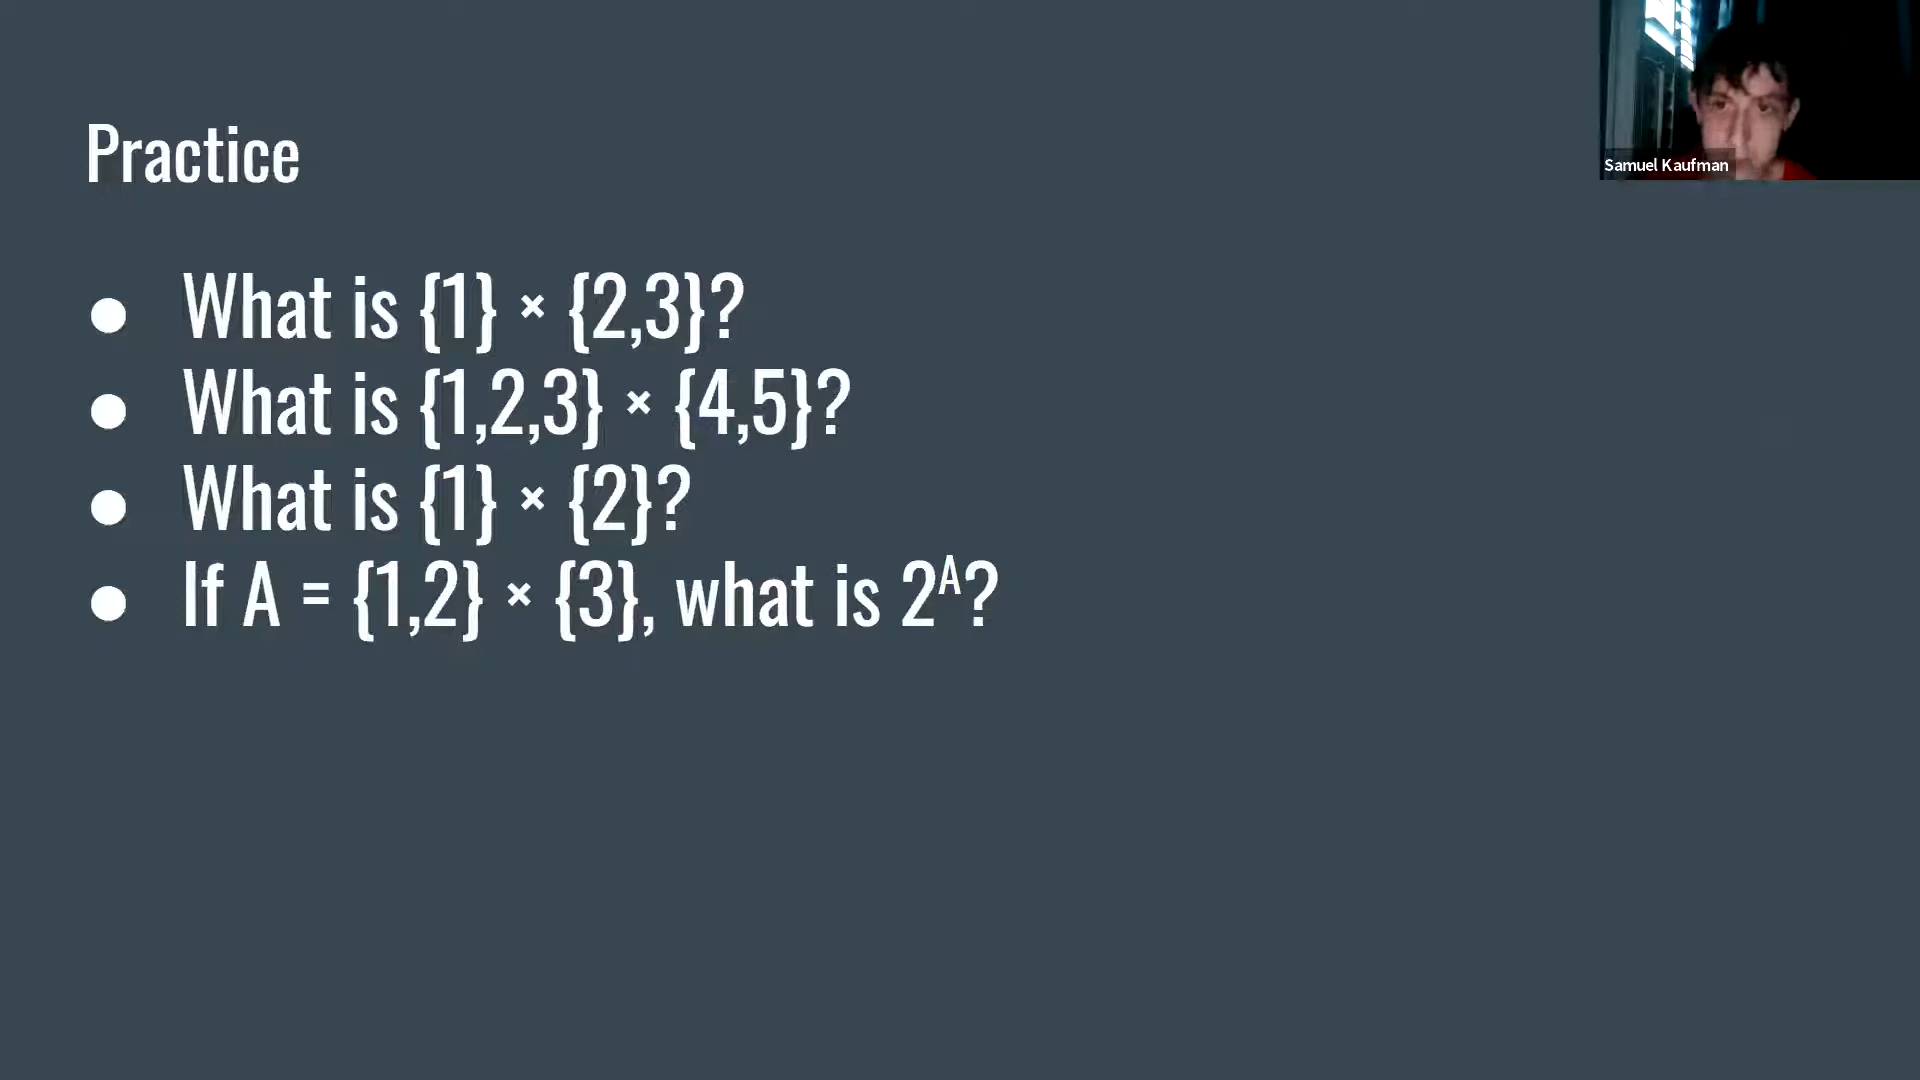 Samuel Kaufman
Practice
● What is {1} × {2,3}?
● What is {1,2,3} × {4,5}?
● What is {1} × {2}?
● If A = {1,2} × {3}, what is 2ᴬ?